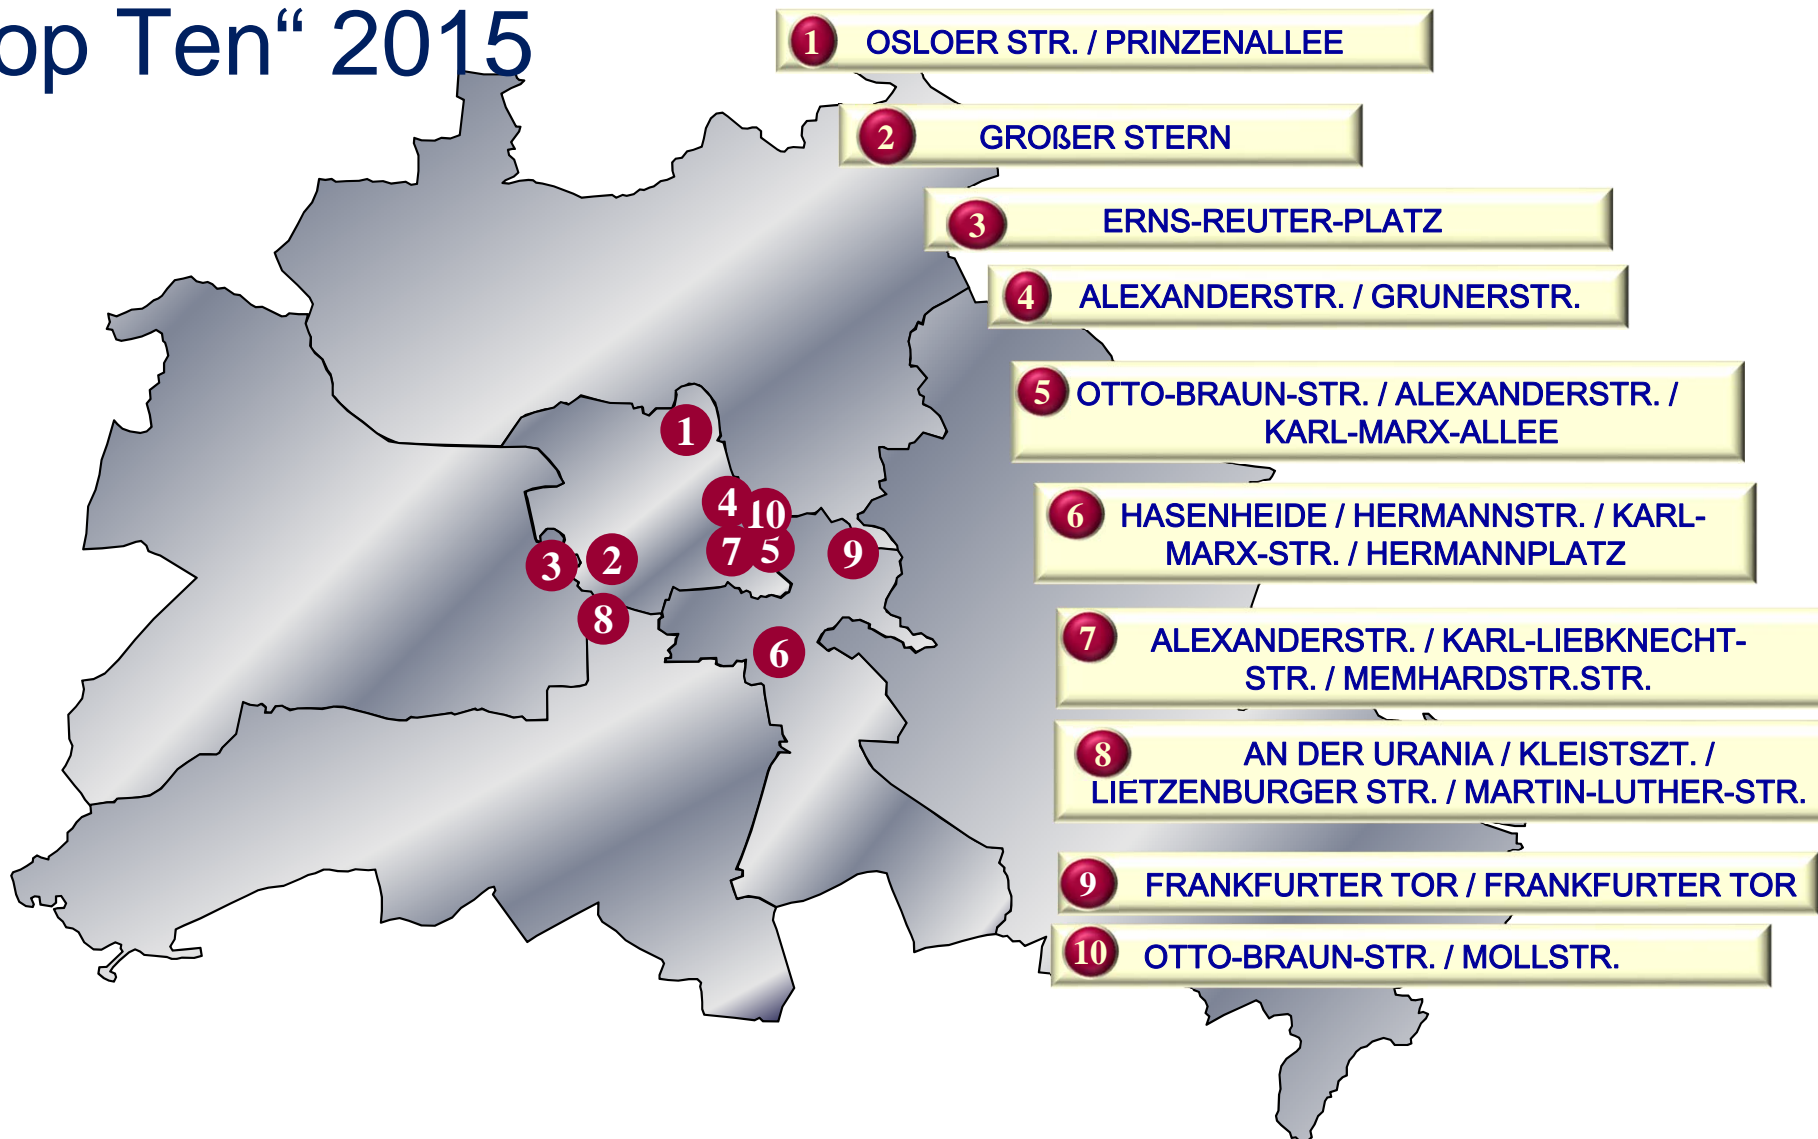 op Ten“ 2015
1 OSLOER STR. / PRINZENALLEE
2 GROßER STERN
3 ERNS-REUTER-PLATZ
4 ALEXANDERSTR. / GRUNERSTR.
5 OTTO-BRAUN-STR. / ALEXANDERSTR. /
KARL-MARX-ALLEE
6 HASENHEIDE / HERMANNSTR. / KARL-
MARX-STR. / HERMANNPLATZ
7 ALEXANDERSTR. / KARL-LIEBKNECHT-
STR. / MEMHARDSTR.STR.
8 AN DER URANIA / KLEISTSZT. /
LIETZENBURGER STR. / MARTIN-LUTHER-STR.
9 FRANKFURTER TOR / FRANKFURTER TOR
10 OTTO-BRAUN-STR. / MOLLSTR.
1
4 10
7 5 9
3 2
8
6